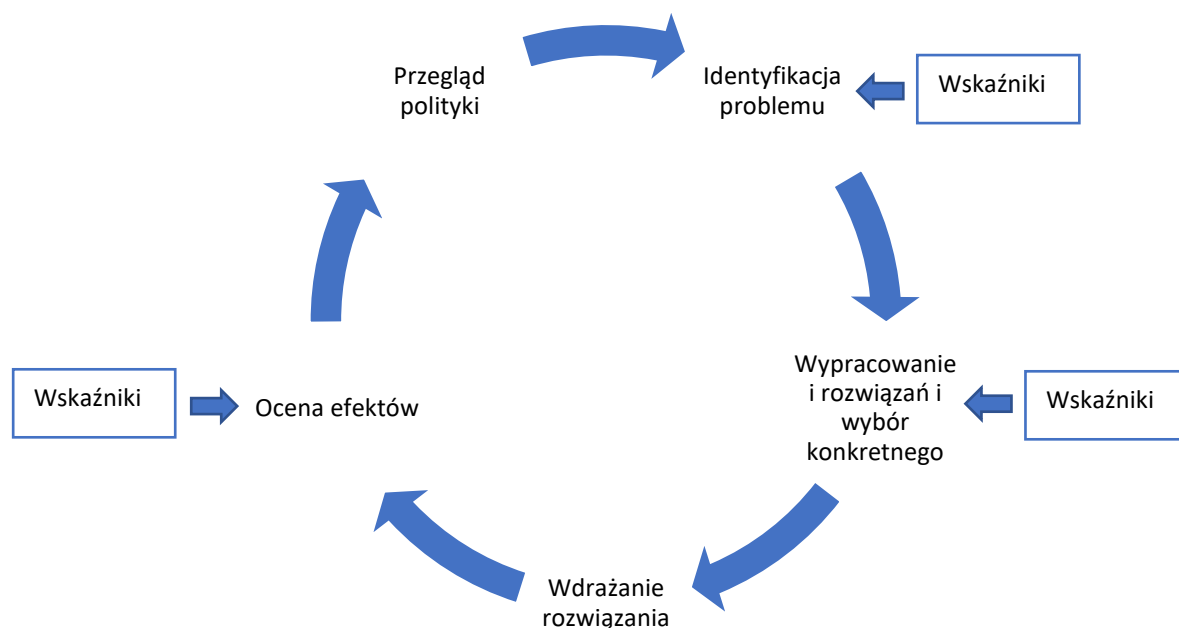 Przegląd
polityki
Identyfikacja
problemu
Wskaźniki
Wypracowanie
i rozwiązań i
wybór
konkretnego
Wskaźniki
Wdrażanie
rozwiązania
Ocena efektów
Wskaźniki